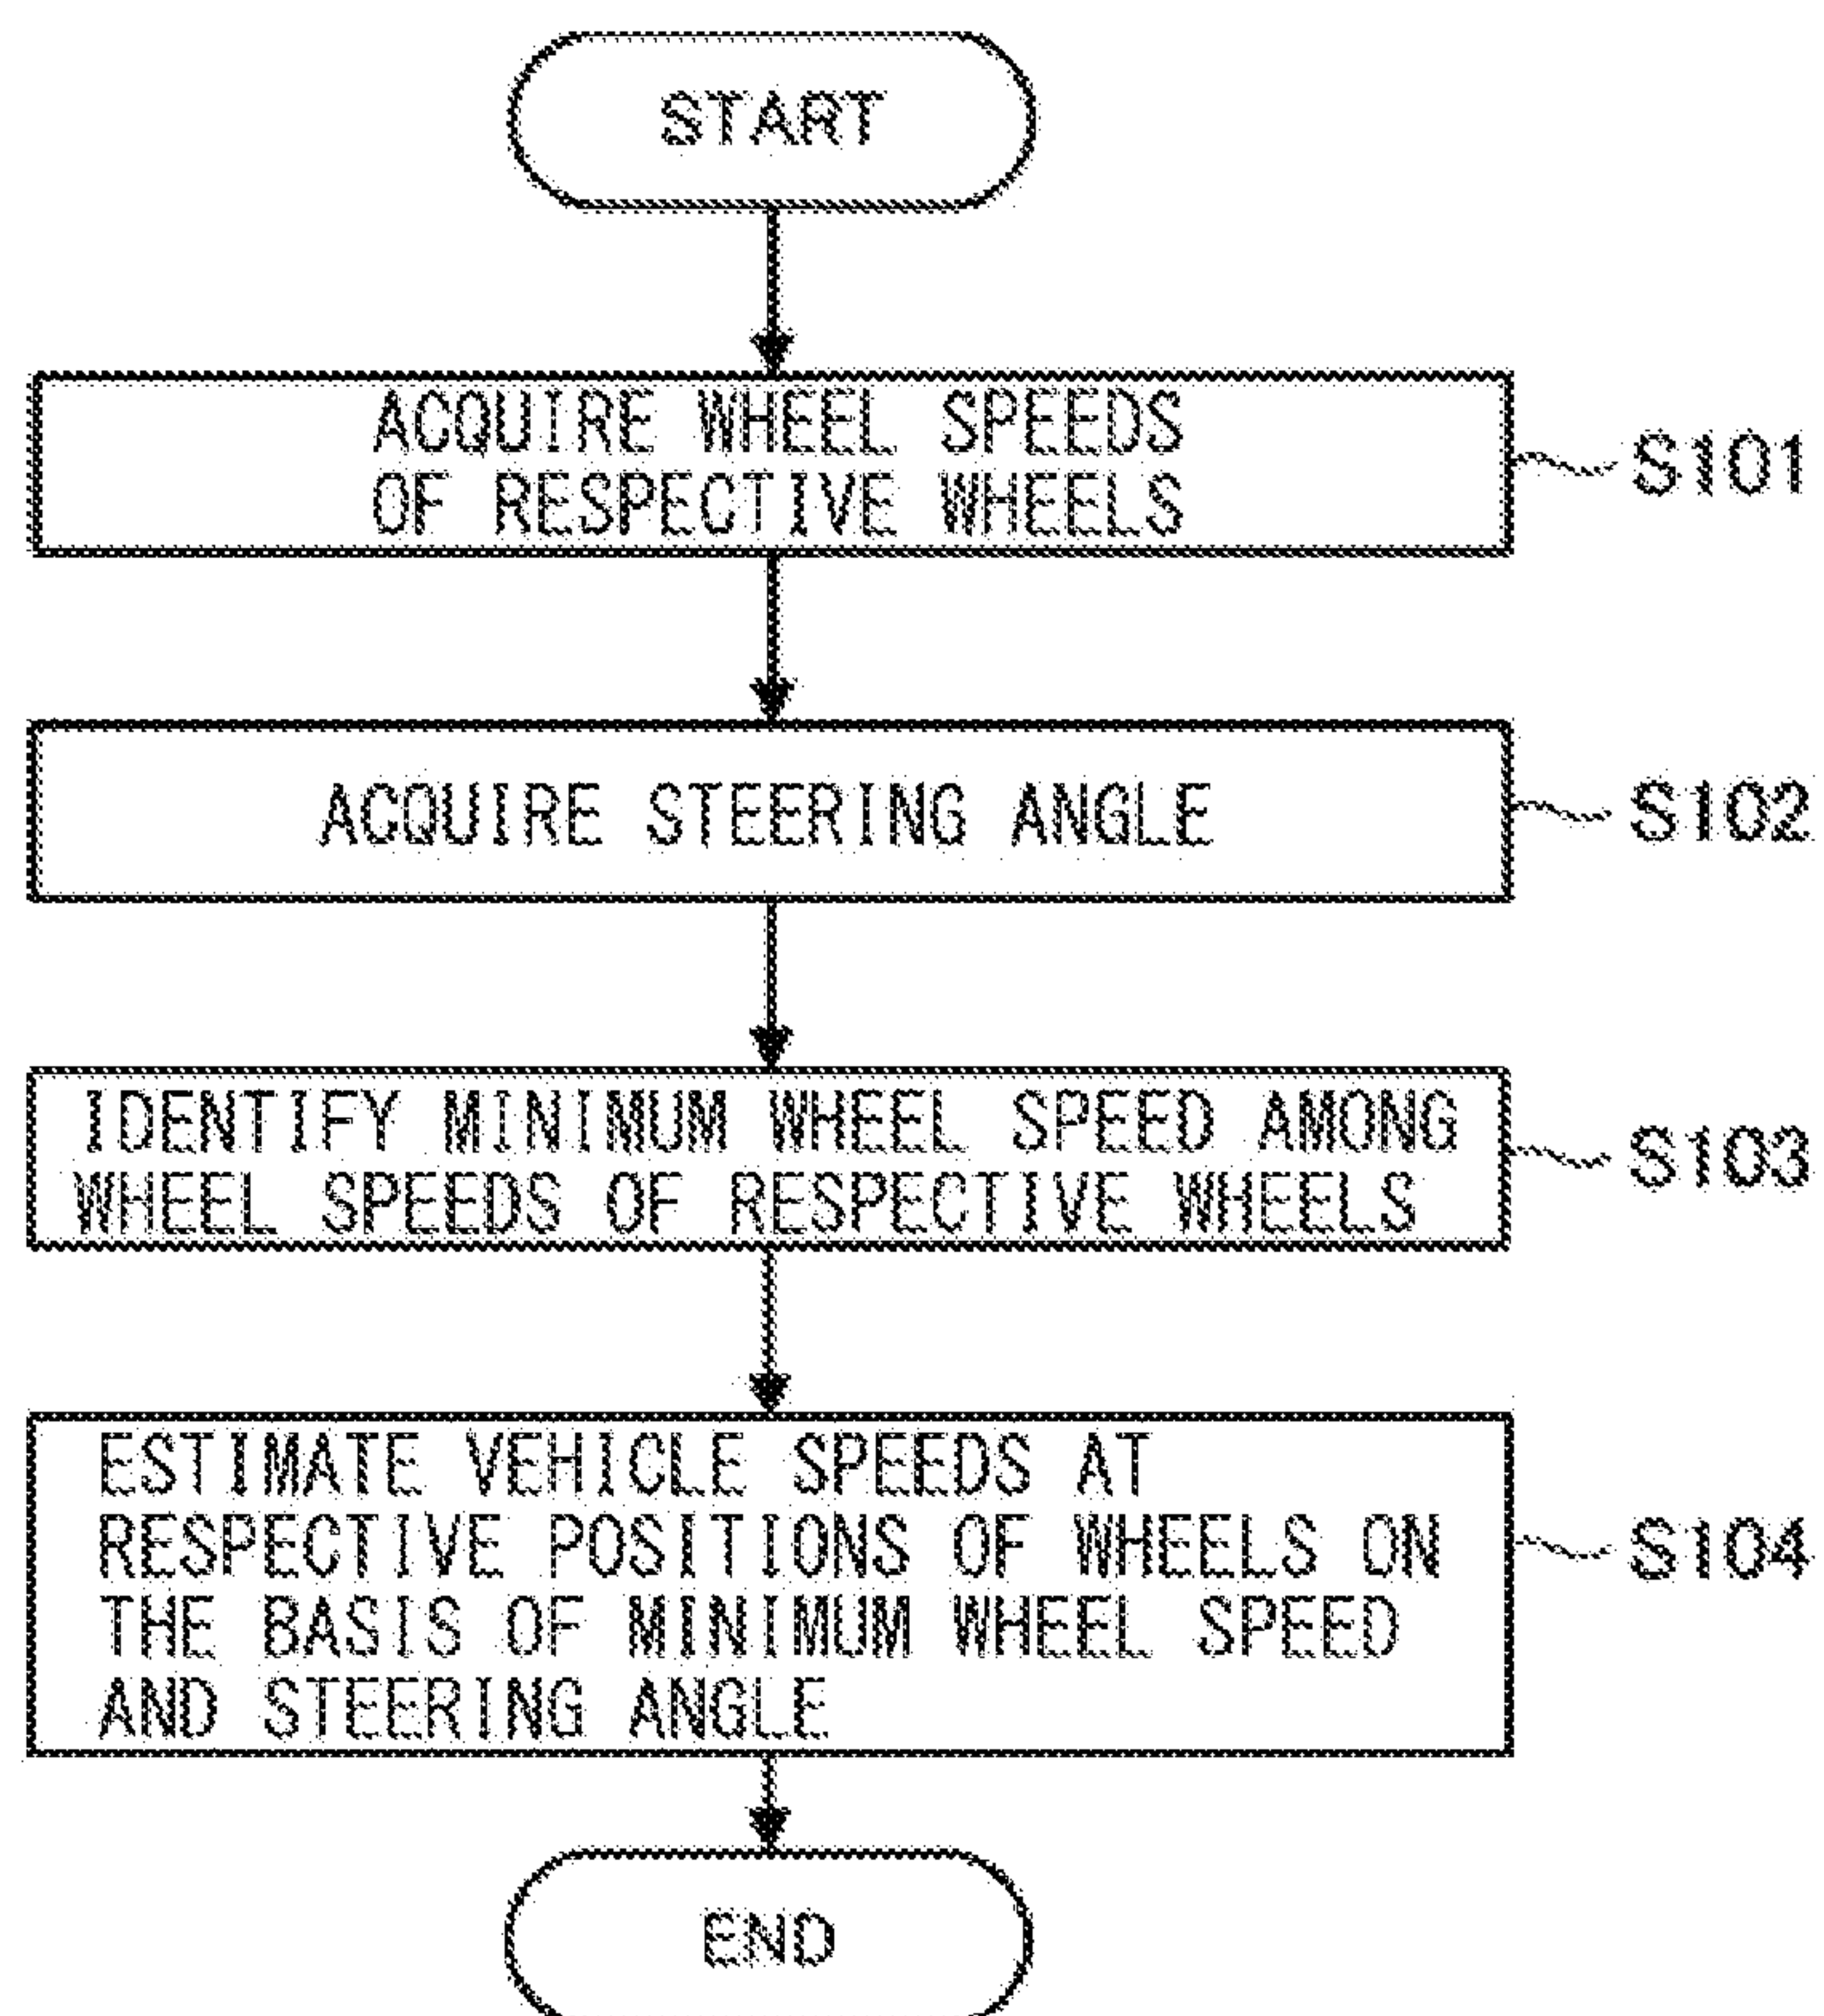 START
ACQUIRE WHEEL SPEEDS
OF RESPECTIVE WHEELS
S101
ACQUIRE STEERING ANGLE
S102
IDENTIFY MINIMUM WHEEL SPEED AMONG
WHEEL SPEEDS OF RESPECTIVE WHEELS
S103
ESTIMATE VEHICLE SPEEDS AT
RESPECTIVE POSITIONS OF WHEELS ON
THE BASIS OF MINIMUM WHEEL SPEED
AND STEERING ANGLE
S104
END